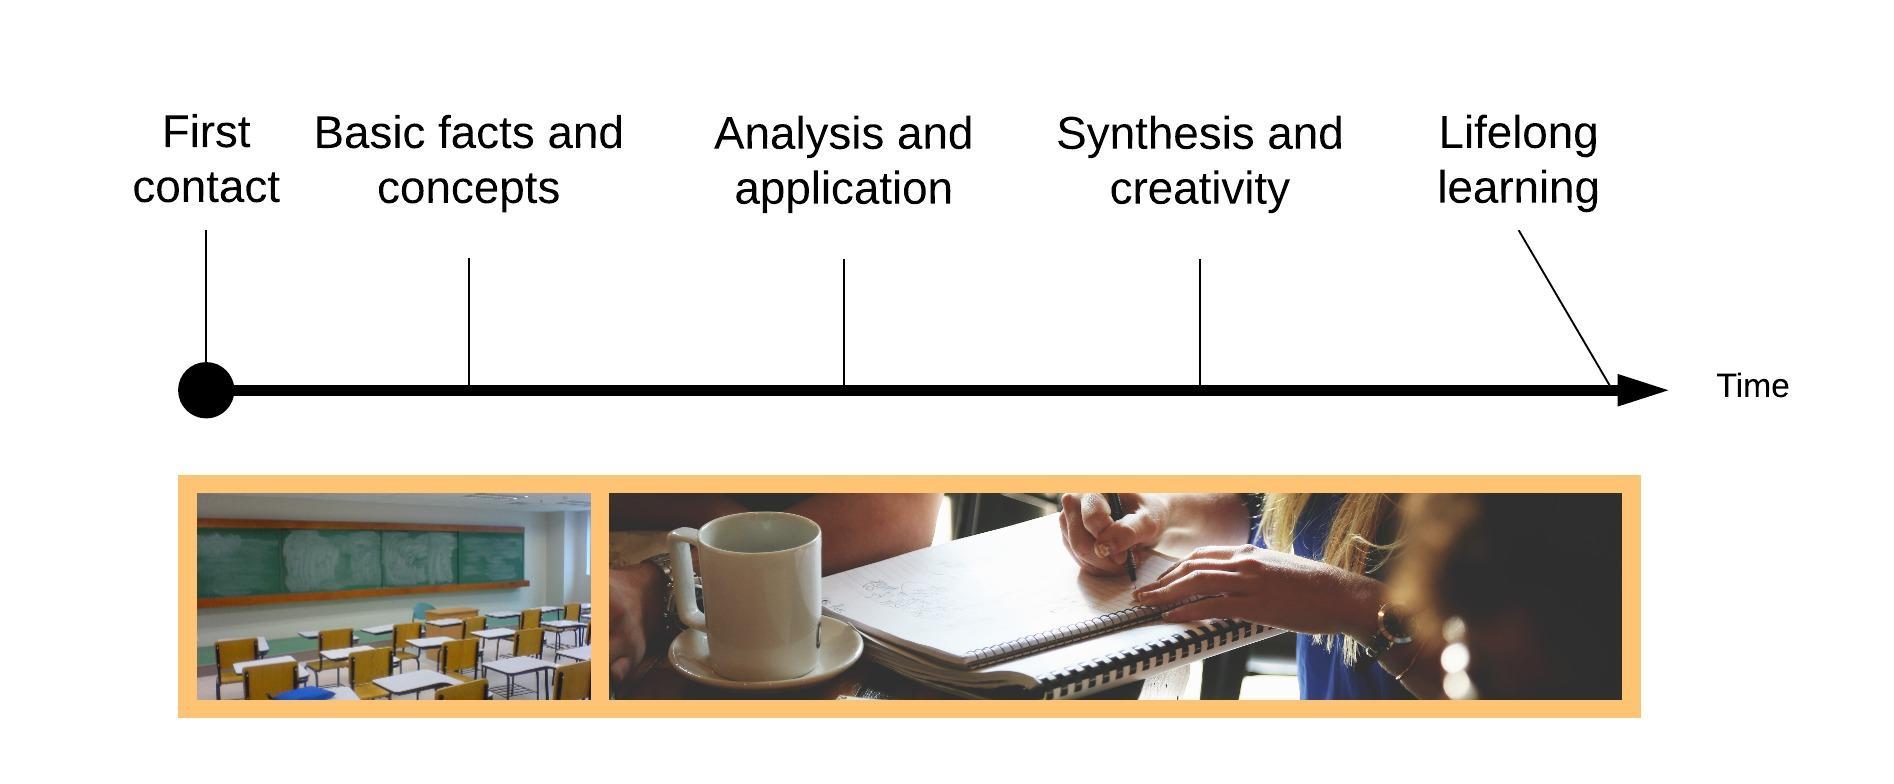 First
contact
Basic facts and
concepts
Analysis and
application
Synthesis and
creativity
Lifelong
learning
Time